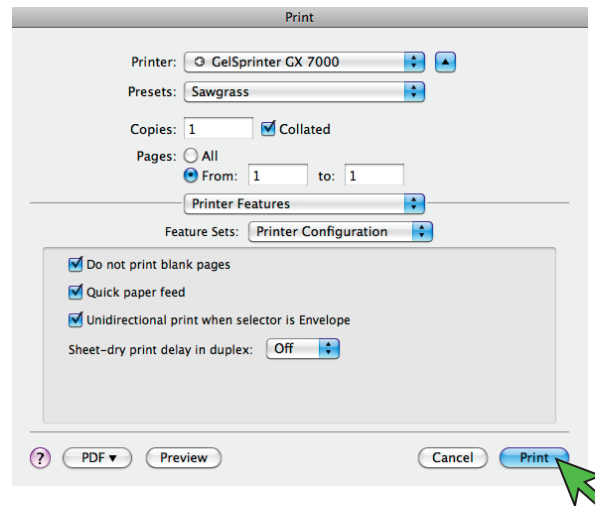 Print
Printer: GelSprinter GX 7000
Presets: Sawgrass
Copies: 1 Collated
Pages: All
From: 1 to: 1
Printer Features
Feature Sets: Printer Configuration
Do not print blank pages
Quick paper feed
Unidirectional print when selector is Envelope
Sheet-dry print delay in duplex: Off
? PDF ▾ Preview Cancel Print